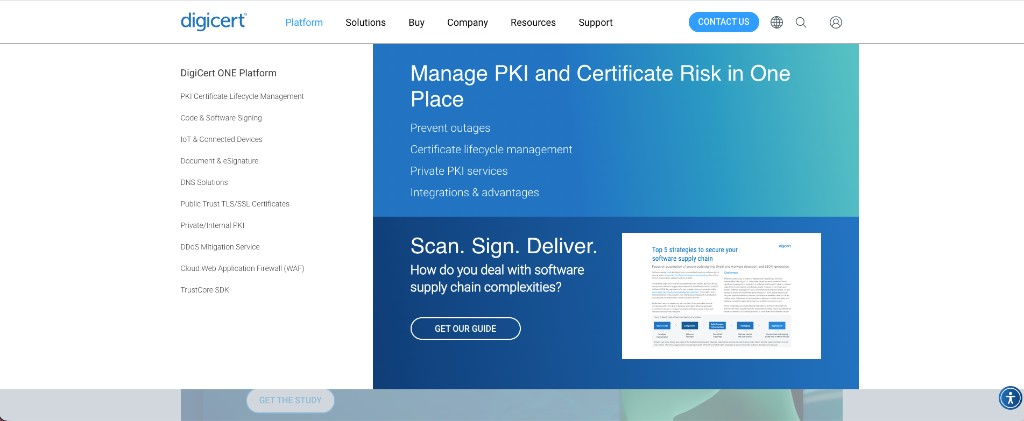 digicert
Platform
Solutions
Buy
Company
Resources
Support
CONTACT US
DigiCert ONE Platform
PKI Certificate Lifecycle Management
Code & Software Signing
IoT & Connected Devices
Document & eSignature
DNS Solutions
Public Trust TLS/SSL Certificates
Private/Internal PKI
DDoS Mitigation Service
Cloud Web Application Firewall (WAF)
TrustCore SDK
Manage PKI and Certificate Risk in One
Place
Prevent outages
Certificate lifecycle management
Private PKI services
Integrations & advantages
Scan. Sign. Deliver.
How do you deal with software
supply chain complexities?
GET OUR GUIDE
Top 5 strategies to secure your
software supply chain
digicert
GET THE STUDY